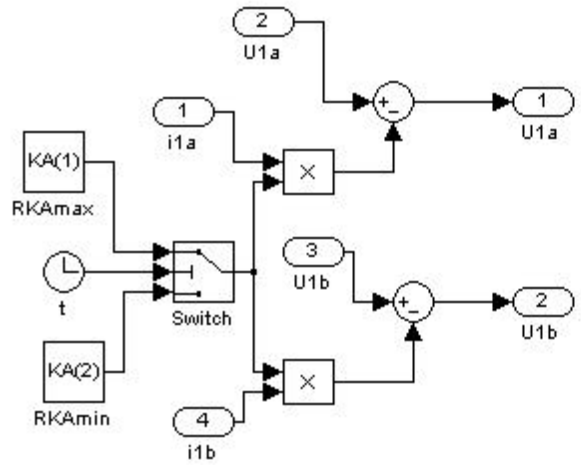 2
U1a
1
i1a
+
−
1
U1a
KA(1)
RKAmax
×
3
U1b
t
Switch
+
−
2
U1b
KA(2)
RKAmin
×
4
i1b